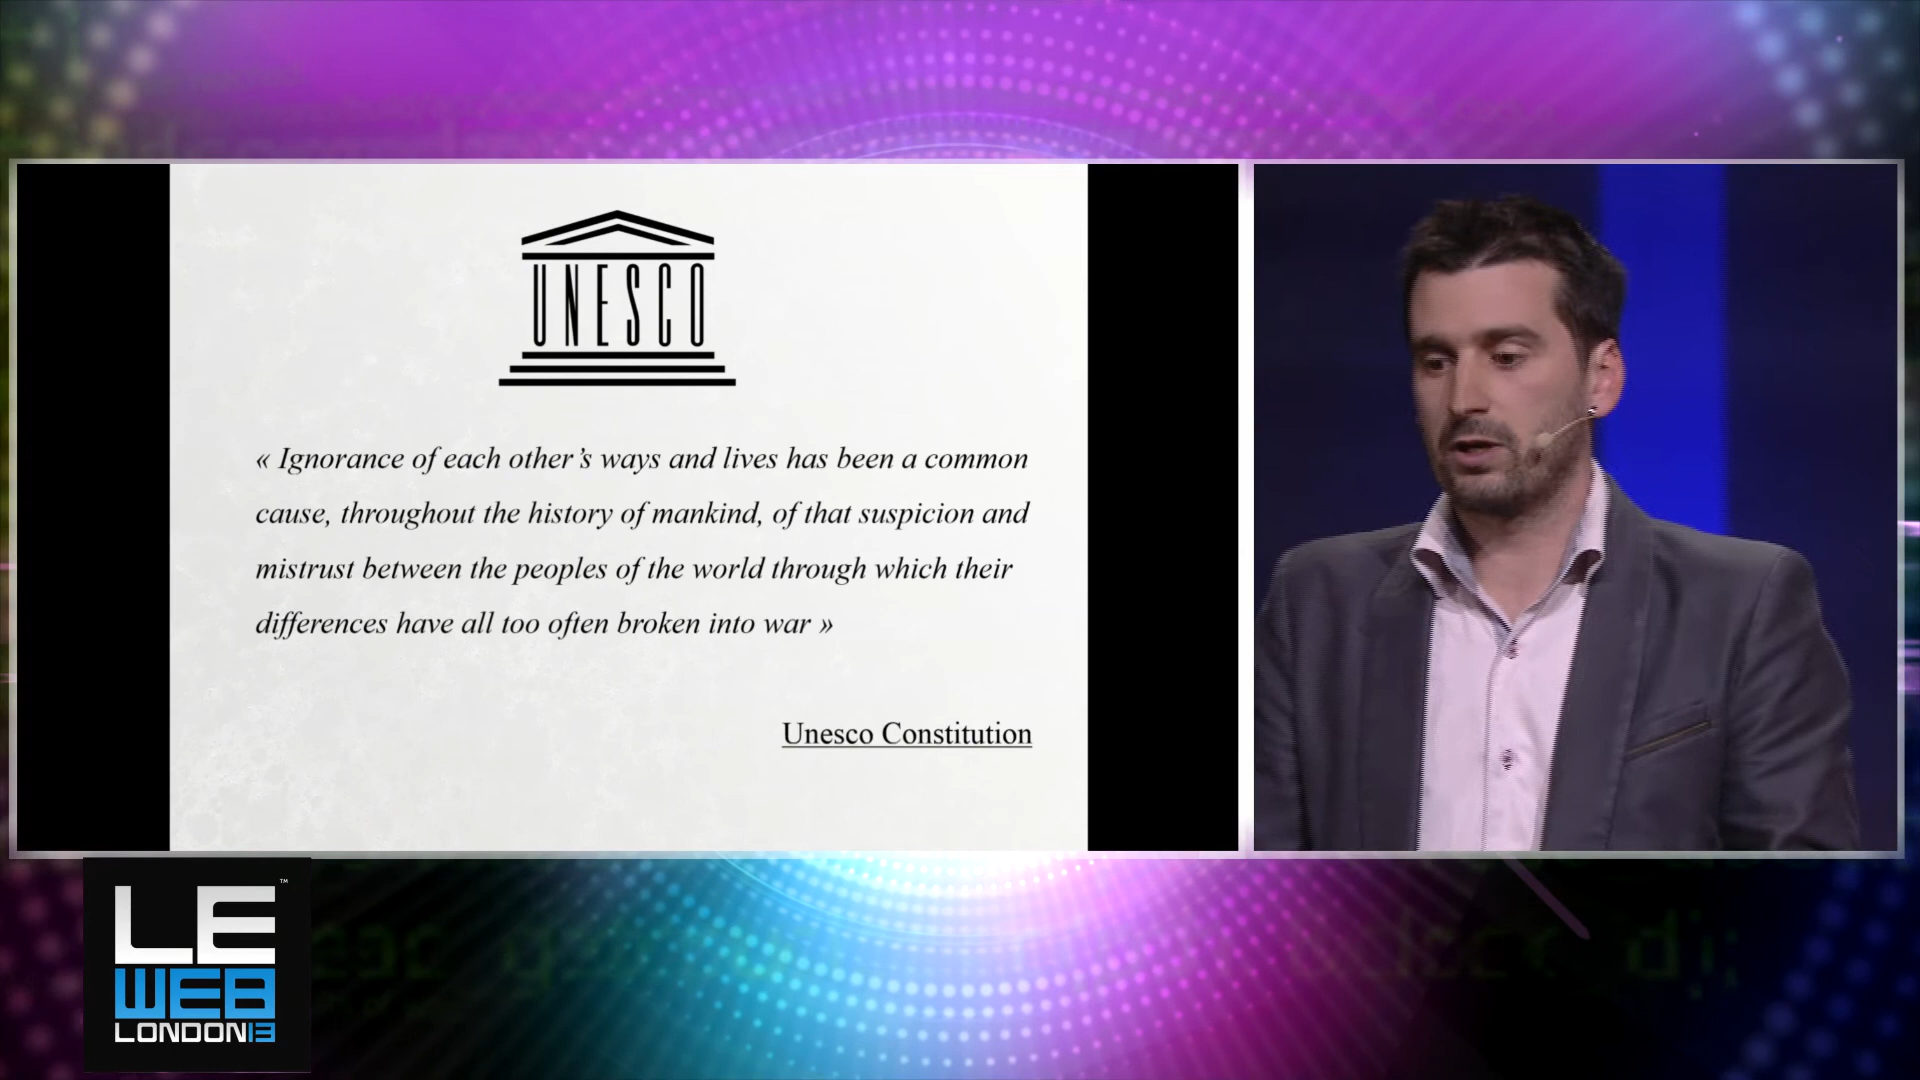 UNESCO
« Ignorance of each other's ways and lives has been a common
cause, throughout the history of mankind, of that suspicion and
mistrust between the peoples of the world through which their
differences have all too often broken into war »
Unesco Constitution
LE™
WEB
LONDON13